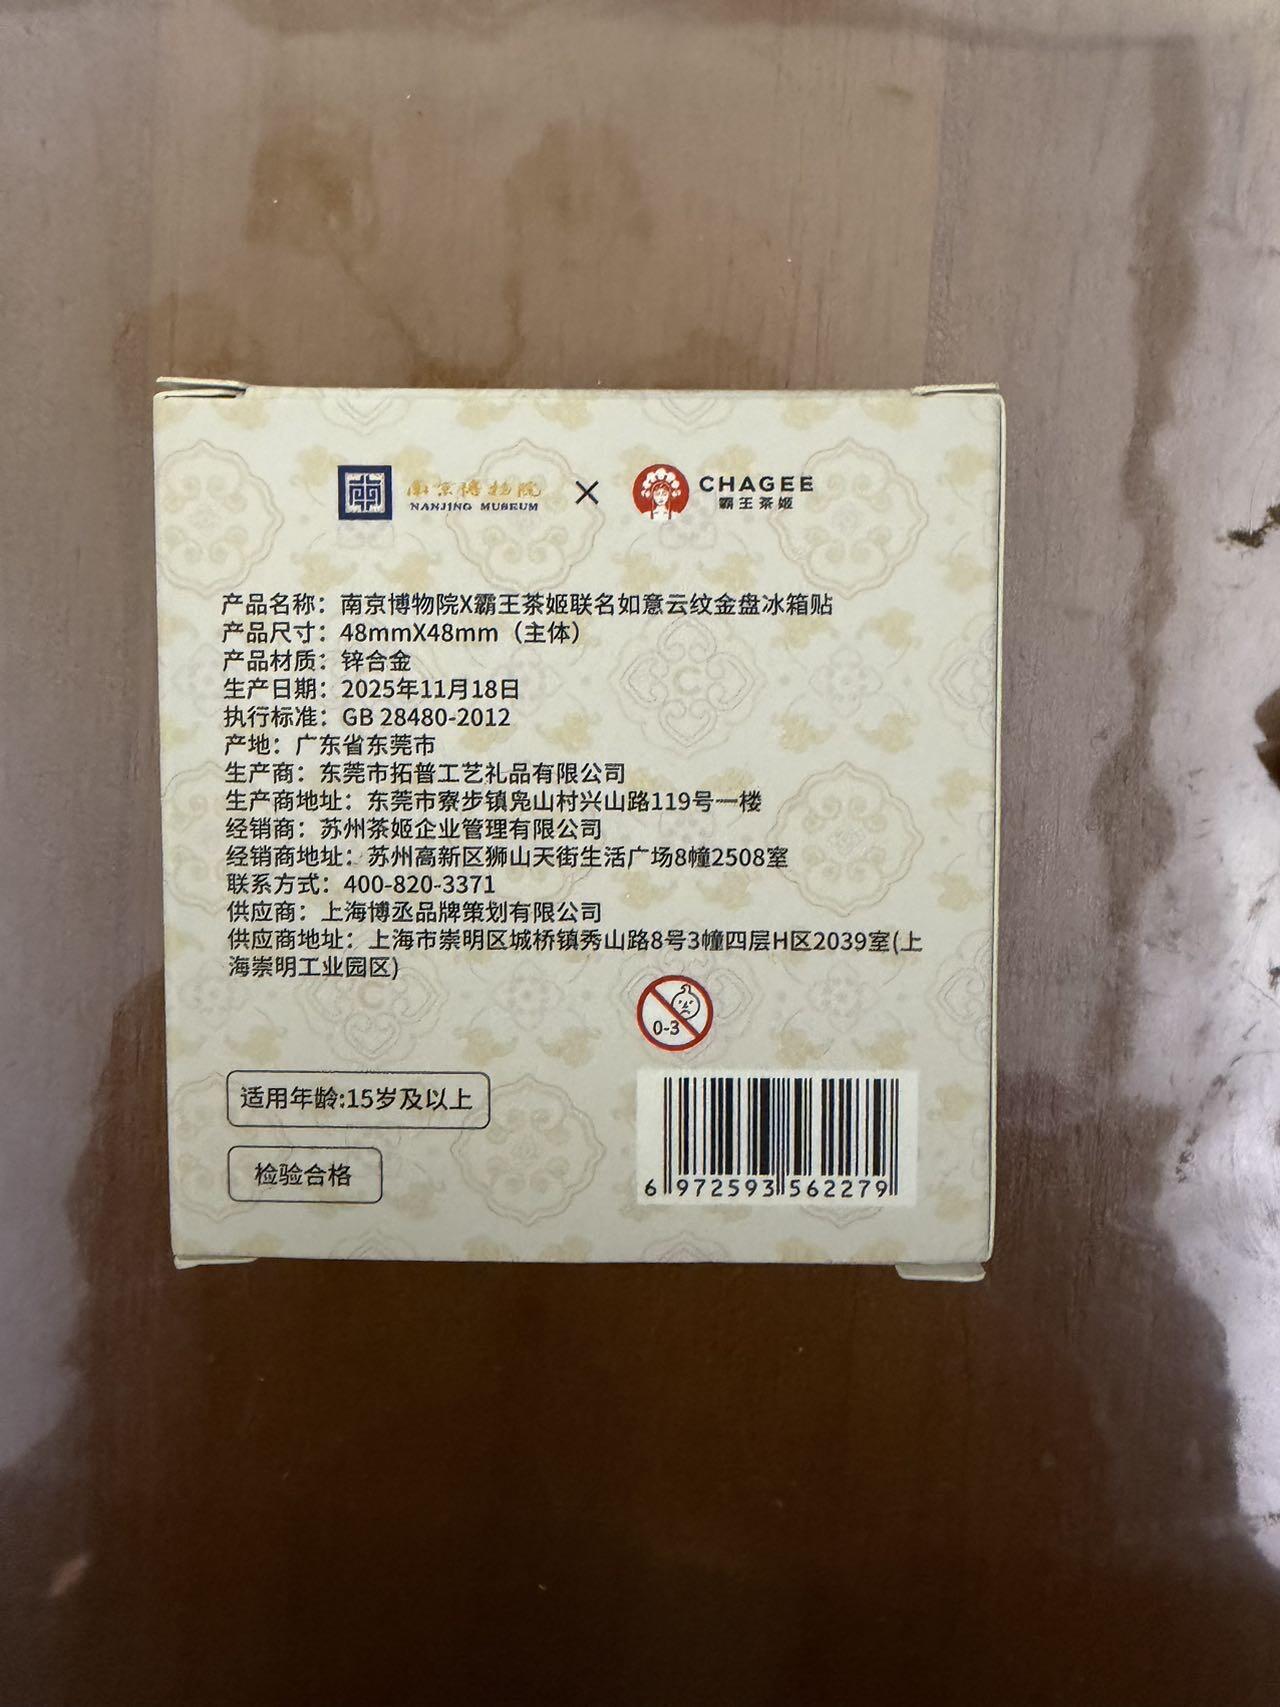 南京博物院
NANJING MUSEUM
×
CHAGEE
霸王茶姬
产品名称：南京博物院X霸王茶姬联名如意云纹金盘冰箱贴
产品尺寸：48mmX48mm（主体）
产品材质：锌合金
生产日期：2025年11月18日
执行标准：GB 28480-2012
产地：广东省东莞市
生产商：东莞市拓普工艺礼品有限公司
生产商地址：东莞市寮步镇凫山村兴山路119号一楼
经销商：苏州茶姬企业管理有限公司
经销商地址：苏州高新区狮山天街生活广场8幢2508室
联系方式：400-820-3371
供应商：上海博丞品牌策划有限公司
供应商地址：上海市崇明区城桥镇秀山路8号3幢四层H区2039室(上
海崇明工业园区)
0-3
适用年龄:15岁及以上
检验合格
6 972593 562279